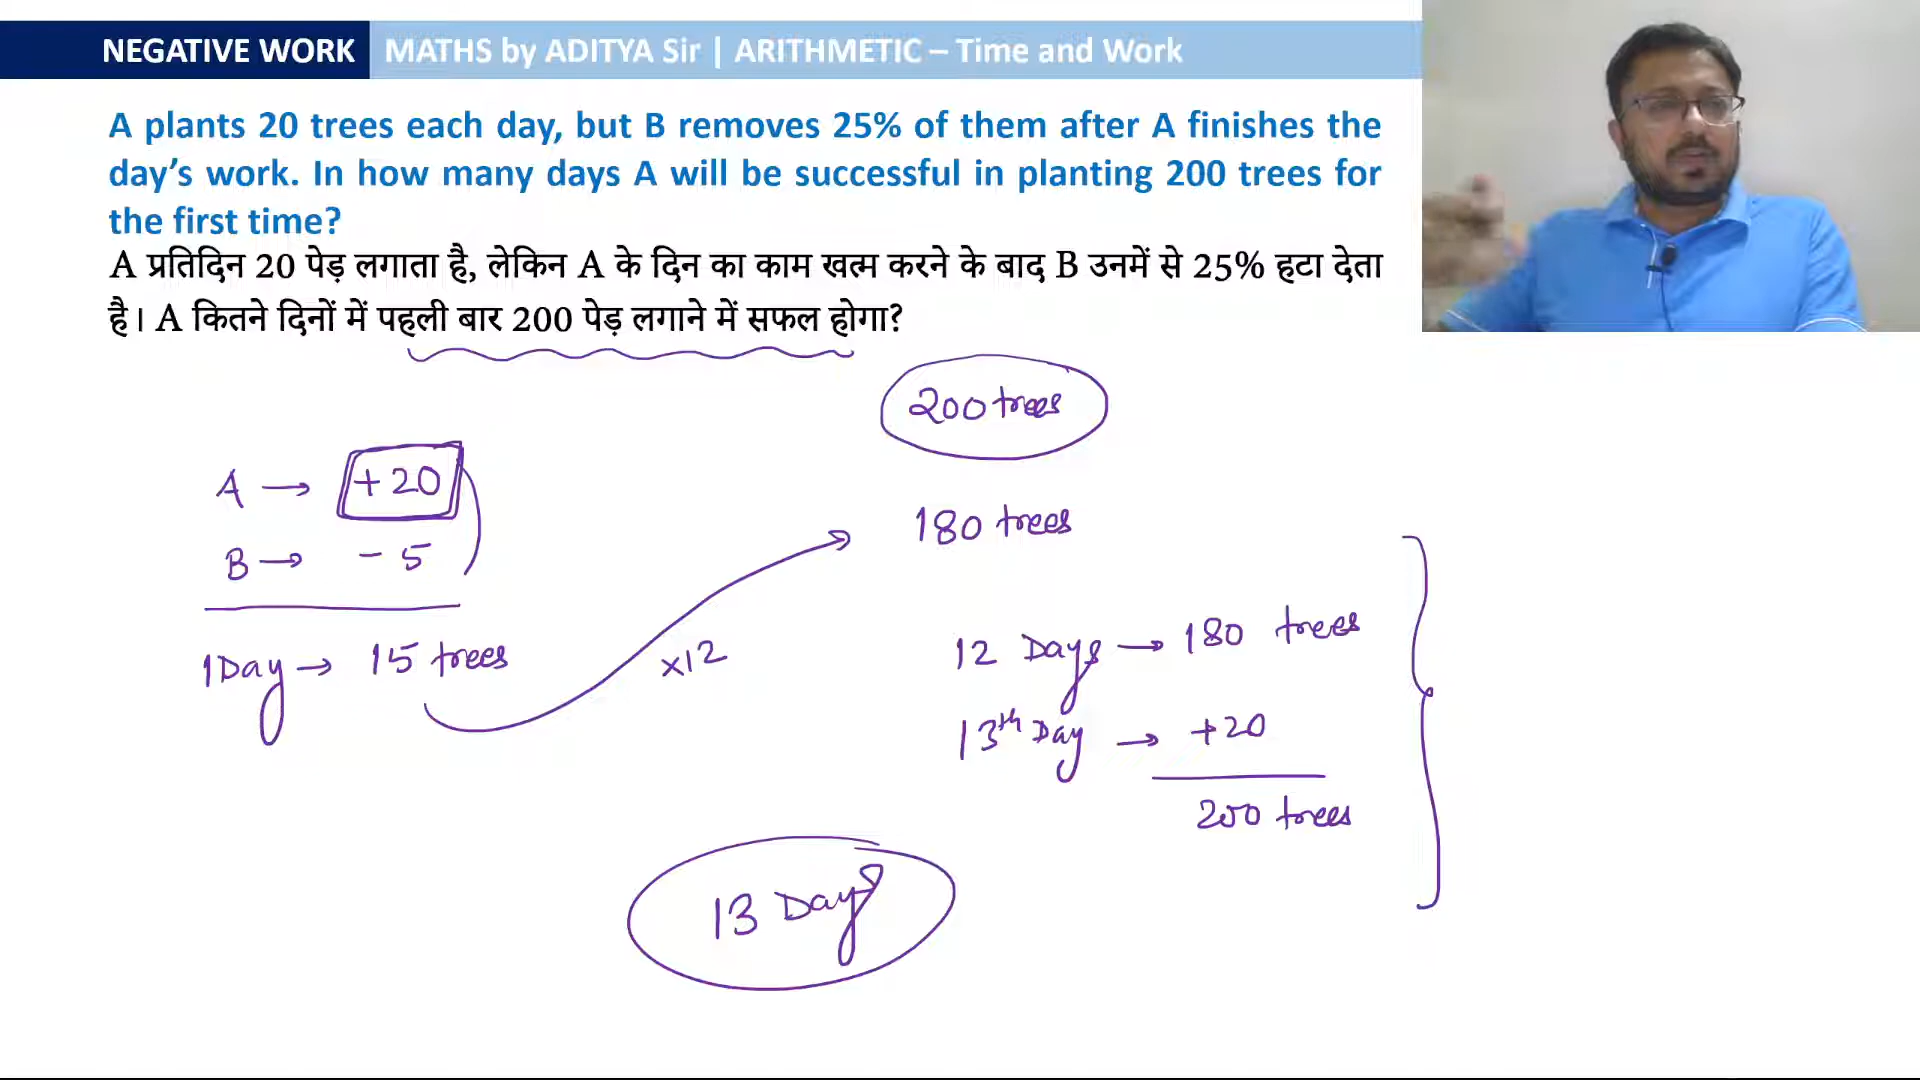 NEGATIVE WORK MATHS by ADITYA Sir | ARITHMETIC – Time and Work
A plants 20 trees each day, but B removes 25% of them after A finishes the
day's work. In how many days A will be successful in planting 200 trees for
the first time?
A प्रतिदिन 20 पेड़ लगाता है, लेकिन A के दिन का काम खत्म करने के बाद B उनमें से 25% हटा देता
है। A कितने दिनों में पहली बार 200 पेड़ लगाने में सफल होगा?
200 trees
A → +20
B → - 5
1 Day → 15 trees
×12
180 trees
12 Days → 180 trees
13th Day → +20
200 trees
13 Days